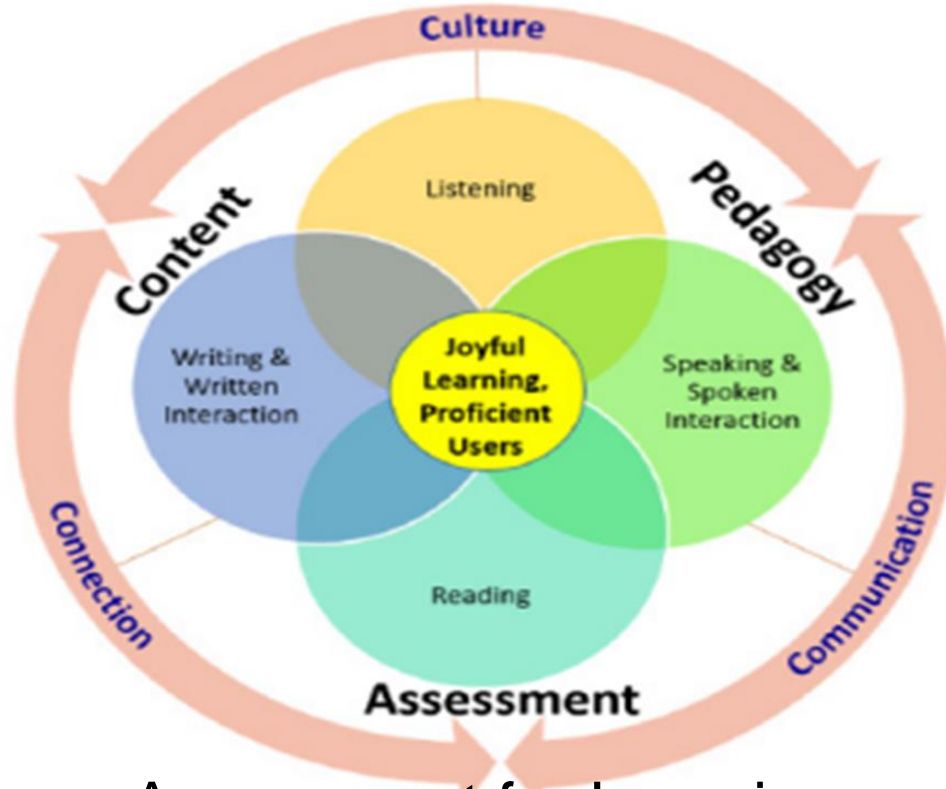 Culture
Content
Pedagogy
Listening
Writing &
Written
Interaction
Joyful
Learning,
Proficient
Users
Speaking &
Spoken
Interaction
Connection
Communication
Reading
Assessment